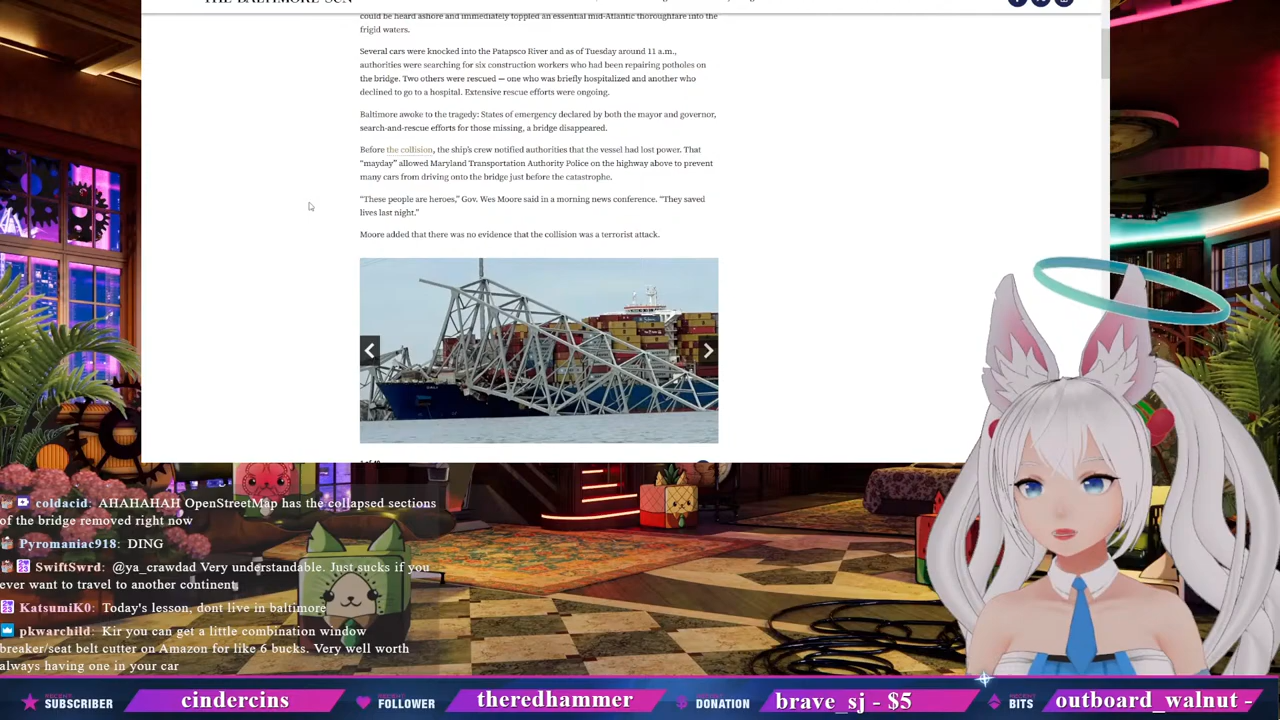 THE BALTIMORE SUN
could be heard ashore and immediately toppled an essential mid-Atlantic thoroughfare into the
frigid waters.
Several cars were knocked into the Patapsco River and as of Tuesday around 11 a.m.,
authorities were searching for six construction workers who had been repairing potholes on
the bridge. Two others were rescued — one who was briefly hospitalized and another who
declined to go to a hospital. Extensive rescue efforts were ongoing.
Baltimore awoke to the tragedy: States of emergency declared by both the mayor and governor,
search-and-rescue efforts for those missing, a bridge disappeared.
Before the collision, the ship's crew notified authorities that the vessel had lost power. That
“mayday” allowed Maryland Transportation Authority Police on the highway above to prevent
many cars from driving onto the bridge just before the catastrophe.
“These people are heroes,” Gov. Wes Moore said in a morning news conference. “They saved
lives last night.”
Moore added that there was no evidence that the collision was a terrorist attack.
coldacid: AHAHAHAH OpenStreetMap has the collapsed sections
of the bridge removed right now
Pyromaniac918: DING
SwiftSwrd: @ya_crawdad Very understandable. Just sucks if you
ever want to travel to another continent
KatsumiK0: Today's lesson, dont live in baltimore
pkwarchild: Kir you can get a little combination window
breaker/seat belt cutter on Amazon for like 6 bucks. Very well worth
always having one in your car
RECENT SUBSCRIBER cindercins RECENT FOLLOWER theredhammer RECENT DONATION brave_sj - $5 RECENT BITS outboard_walnut -